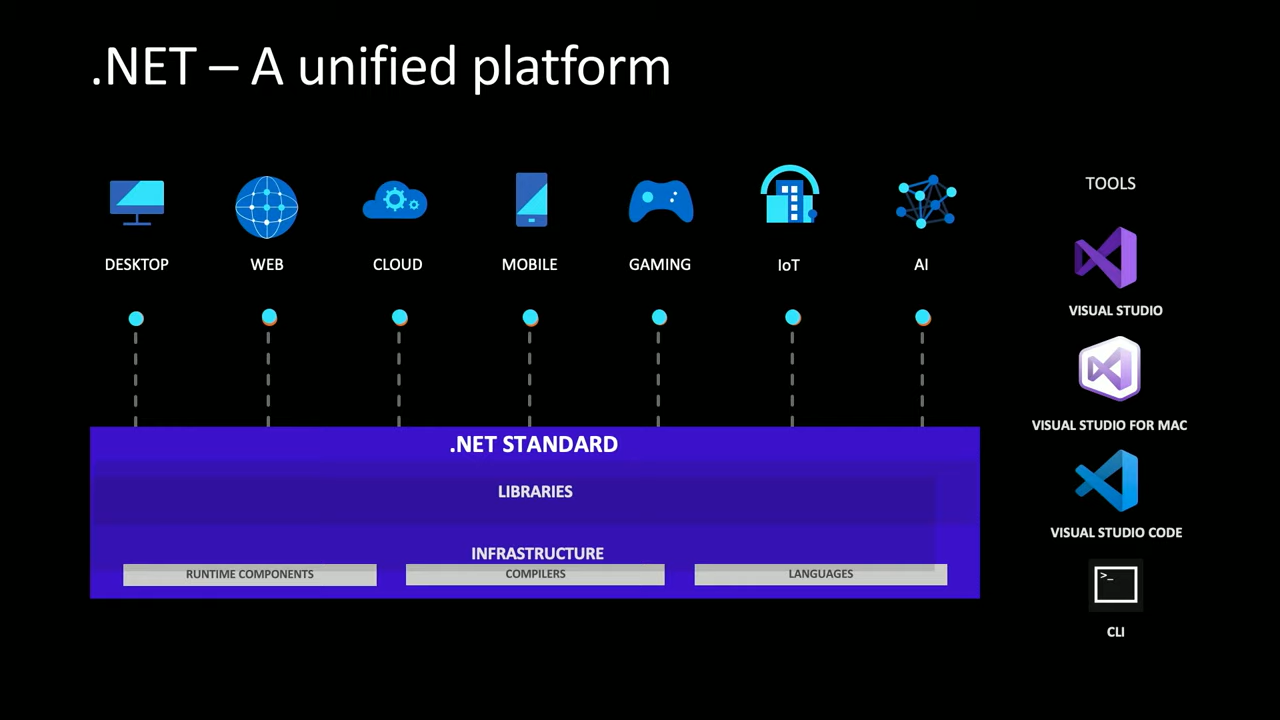 .NET – A unified platform
DESKTOP
WEB
CLOUD
MOBILE
GAMING
IoT
AI
.NET STANDARD
LIBRARIES
INFRASTRUCTURE
RUNTIME COMPONENTS
COMPILERS
LANGUAGES
TOOLS
VISUAL STUDIO
VISUAL STUDIO FOR MAC
VISUAL STUDIO CODE
>_
CLI